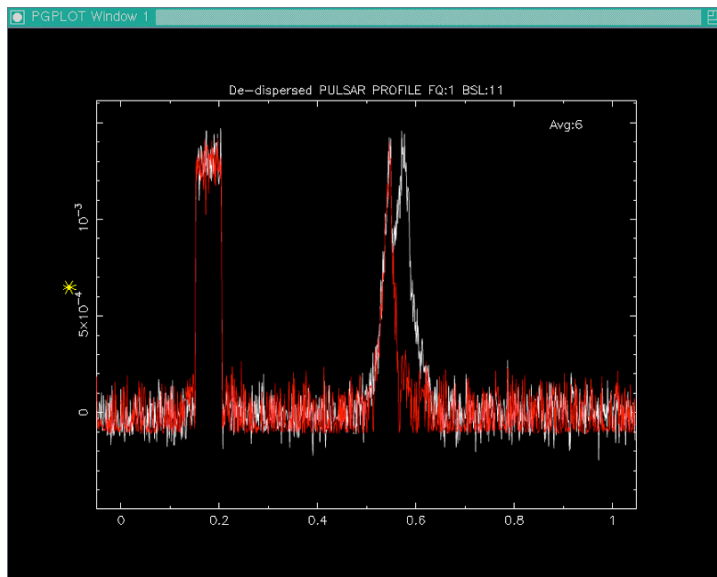 PGPLOT Window 1
De-dispersed PULSAR PROFILE FQ:1 BSL:11
Avg:6
10⁻³
5×10⁻⁴
0
0 0.2 0.4 0.6 0.8 1